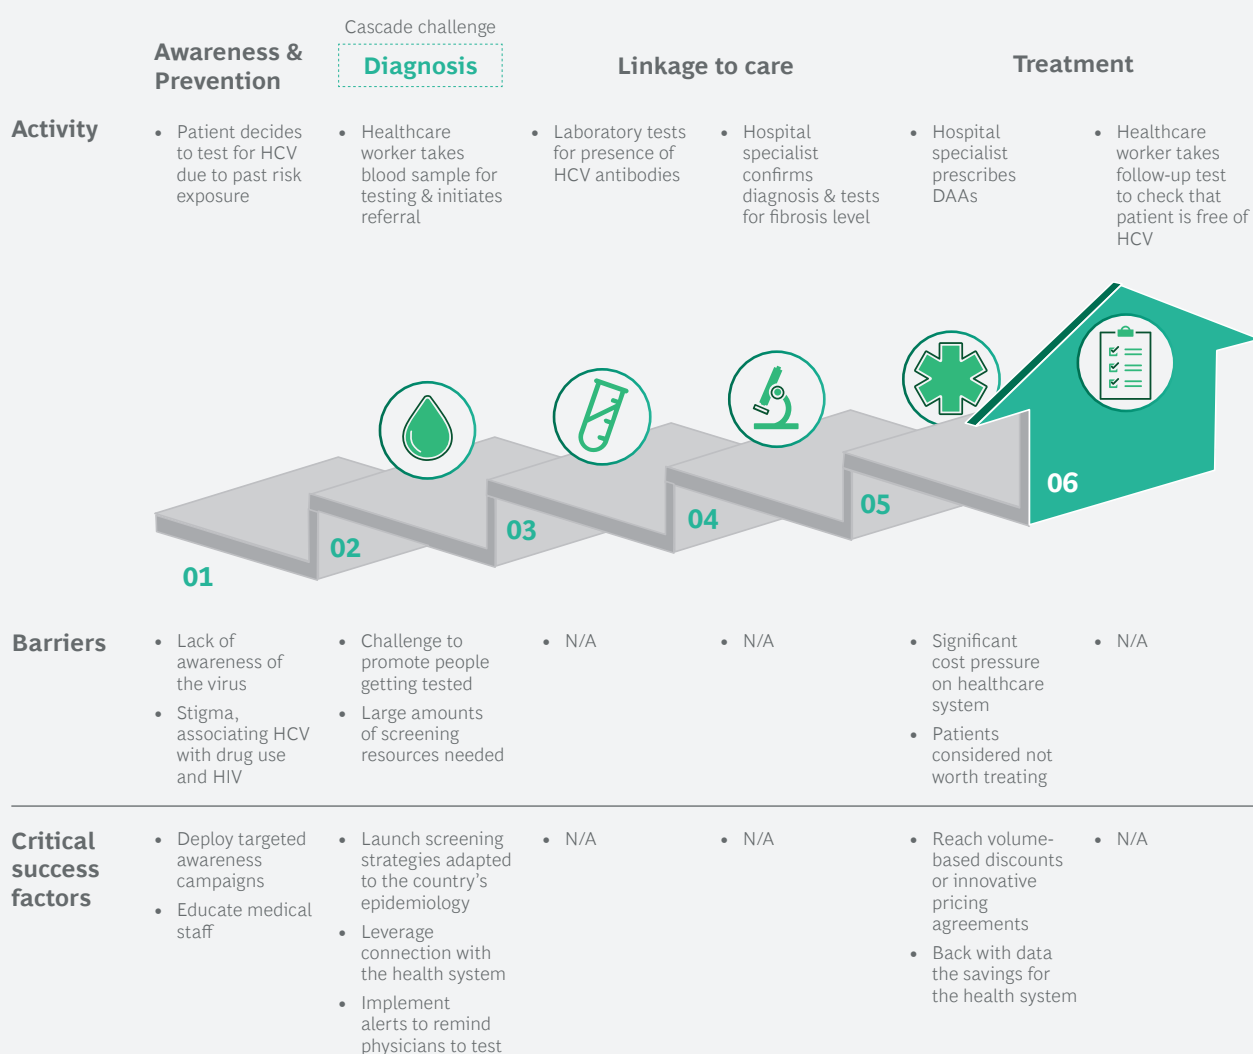 Cascade challenge
Awareness &
Prevention
Diagnosis
Linkage to care
Treatment
Activity
• Patient decides
to test for HCV
due to past risk
exposure
• Healthcare
worker takes
blood sample for
testing & initiates
referral
• Laboratory tests
for presence of
HCV antibodies
• Hospital
specialist
confirms
diagnosis & tests
for fibrosis level
• Hospital
specialist
prescribes
DAAs
• Healthcare
worker takes
follow-up test
to check that
patient is free of
HCV
01
02
03
04
05
06
Barriers
• Lack of
awareness of
the virus
• Stigma,
associating HCV
with drug use
and HIV
• Challenge to
promote people
getting tested
• Large amounts
of screening
resources needed
• N/A
• N/A
• Significant
cost pressure
on healthcare
system
• Patients
considered not
worth treating
• N/A
Critical
success
factors
• Deploy targeted
awareness
campaigns
• Educate medical
staff
• Launch screening
strategies adapted
to the country's
epidemiology
• Leverage
connection with
the health system
• Implement
alerts to remind
physicians to test
• N/A
• N/A
• Reach volume-
based discounts
or innovative
pricing
agreements
• Back with data
the savings for
the health system
• N/A